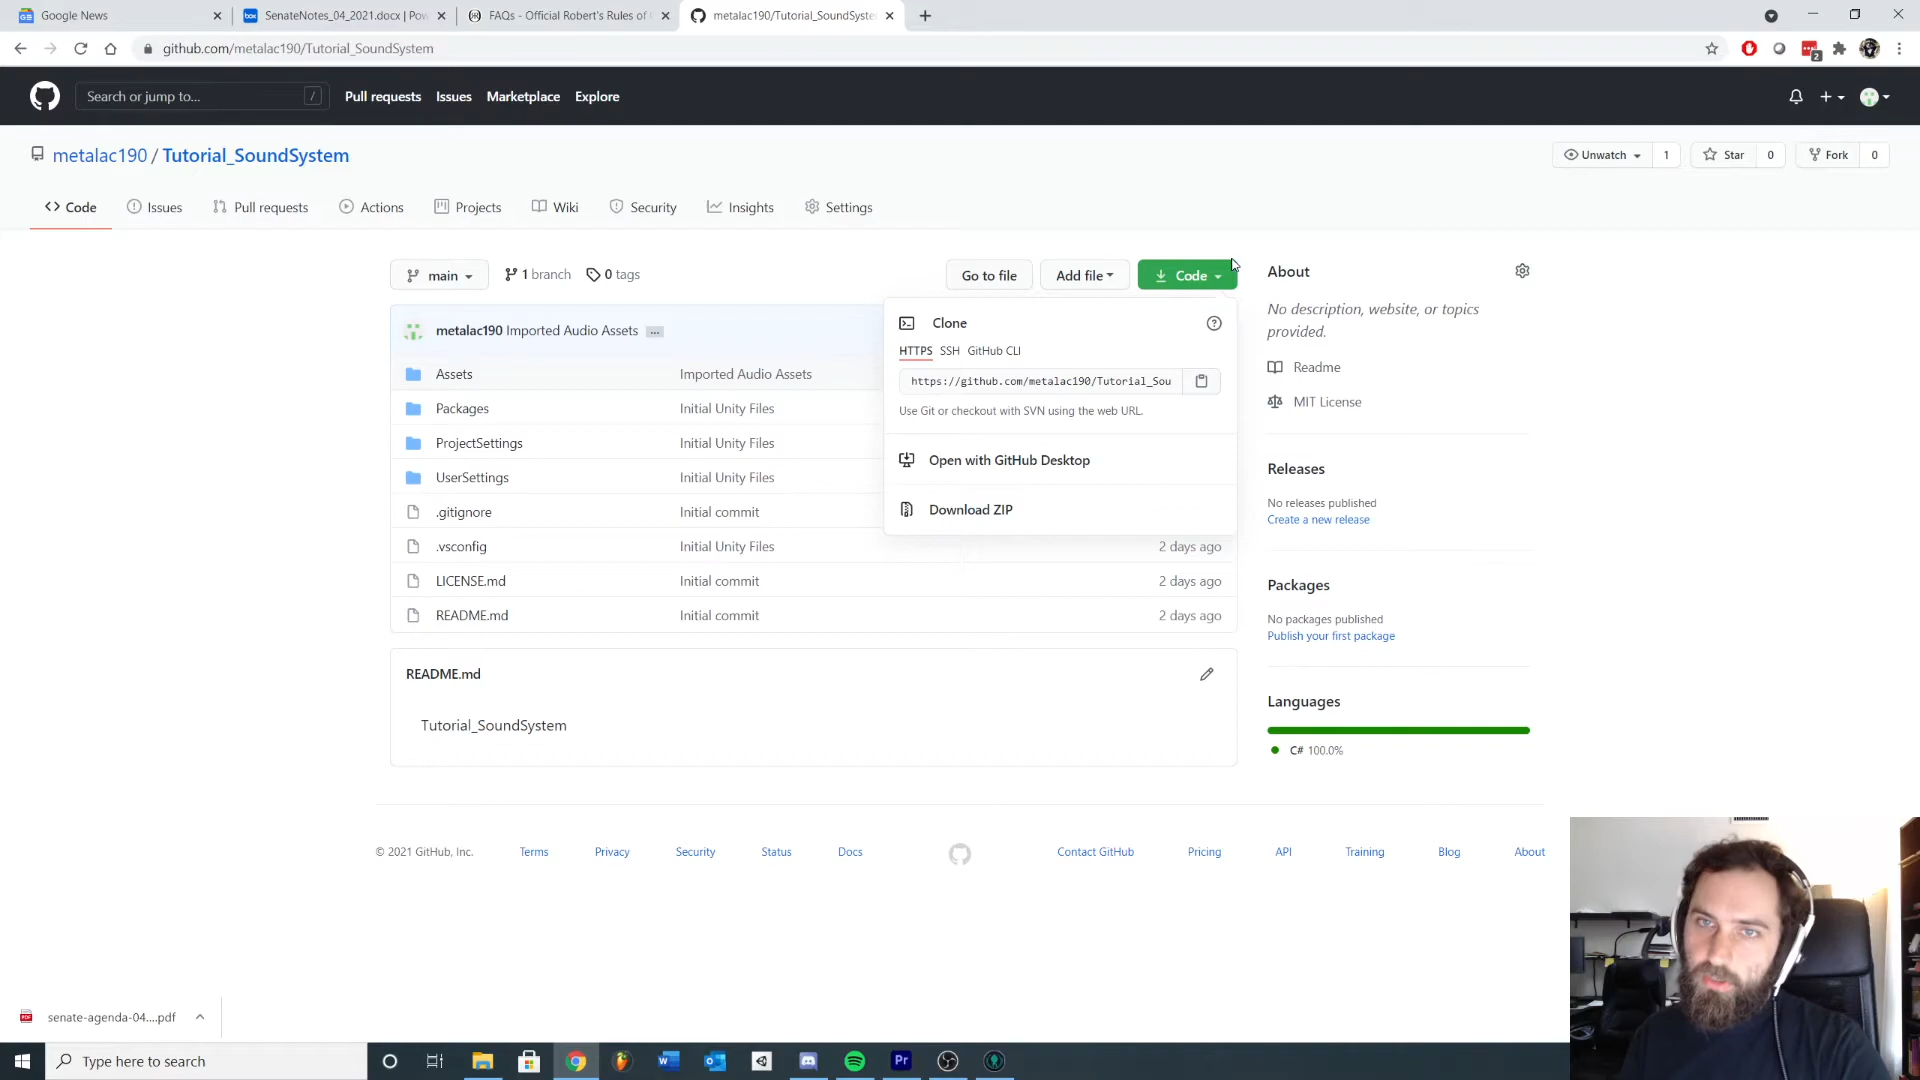 Google News
SenateNotes_04_2021.docx | Pow
FAQs - Official Robert's Rules of
metalac190/Tutorial_SoundSyste
github.com/metalac190/Tutorial_SoundSystem
2
Search or jump to...
/
Pull requests
Issues
Marketplace
Explore
metalac190 / Tutorial_SoundSystem
Unwatch 1
Star 0
Fork 0
Code
Issues
Pull requests
Actions
Projects
Wiki
Security
Insights
Settings
main
1 branch
0 tags
Go to file
Add file
Code
metalac190 Imported Audio Assets ...
Assets Imported Audio Assets
Packages Initial Unity Files
ProjectSettings Initial Unity Files
UserSettings Initial Unity Files
.gitignore Initial commit
.vsconfig Initial Unity Files 2 days ago
LICENSE.md Initial commit 2 days ago
README.md Initial commit 2 days ago
Clone
?
HTTPS SSH GitHub CLI
https://github.com/metalac190/Tutorial_Sou
Use Git or checkout with SVN using the web URL.
Open with GitHub Desktop
Download ZIP
README.md
Tutorial_SoundSystem
About
No description, website, or topics
provided.
Readme
MIT License
Releases
No releases published
Create a new release
Packages
No packages published
Publish your first package
Languages
C# 100.0%
© 2021 GitHub, Inc.
Terms
Privacy
Security
Status
Docs
Contact GitHub
Pricing
API
Training
Blog
About
senate-agenda-04....pdf
Type here to search
Pr